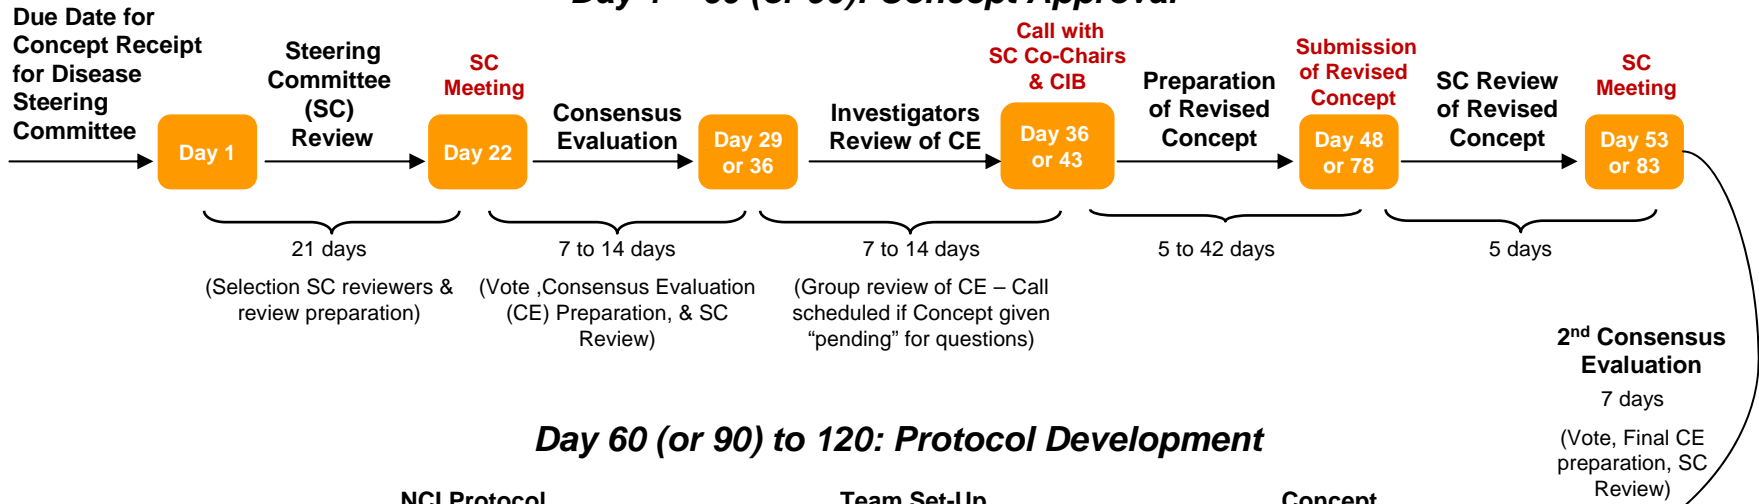 Due Date for
Concept Receipt
for Disease
Steering
Committee
Day 1
Steering
Committee
(SC)
Review
SC
Meeting
Day 22
Consensus
Evaluation
Day 29
or 36
Investigators
Review of CE
Call with
SC Co-Chairs
& CIB
Day 36
or 43
Preparation
of Revised
Concept
Submission
of Revised
Concept
Day 48
or 78
SC Review
of Revised
Concept
SC
Meeting
Day 53
or 83
21 days
(Selection SC reviewers &
review preparation)
7 to 14 days
(Vote ,Consensus Evaluation
(CE) Preparation, & SC
Review)
7 to 14 days
(Group review of CE – Call
scheduled if Concept given
“pending” for questions)
5 to 42 days
5 days
2nd Consensus
Evaluation
7 days
(Vote, Final CE
preparation, SC
Review)
Day 60 (or 90) to 120: Protocol Development
NCI Protocol
Team Set-Up
Concept